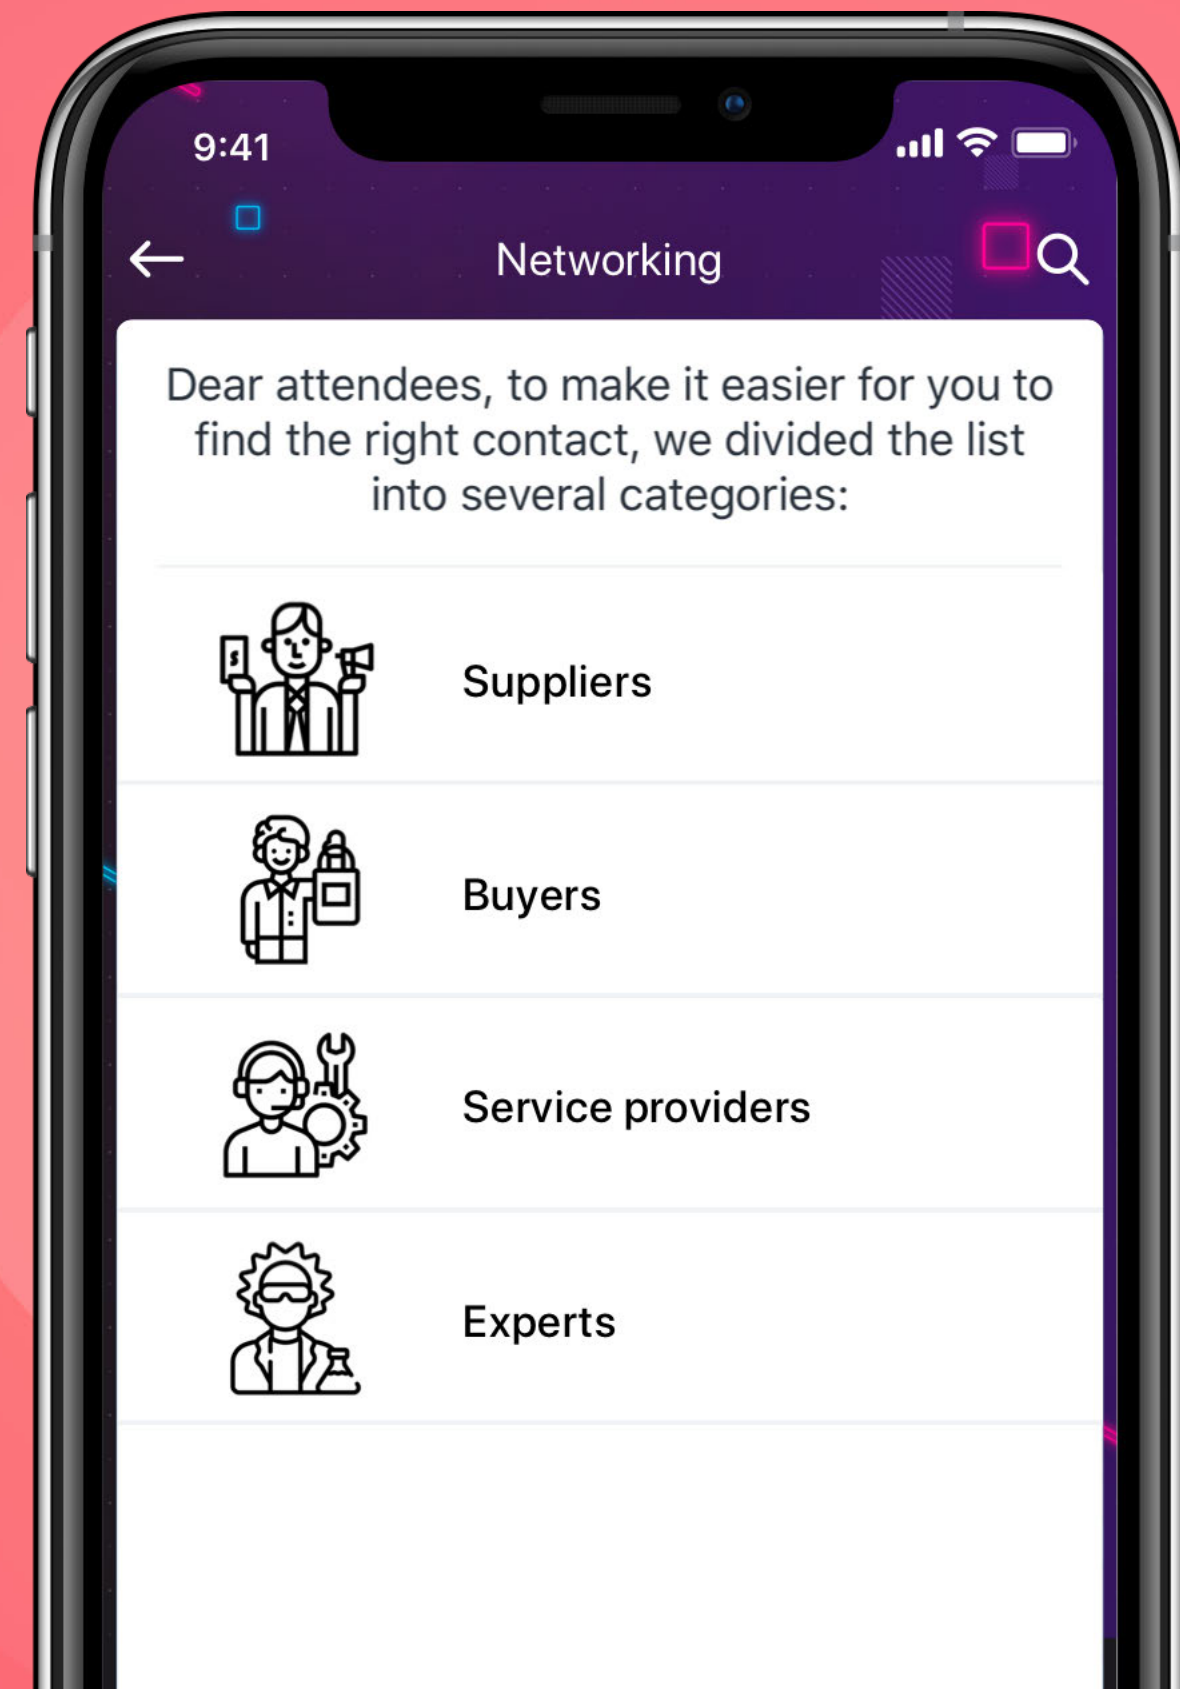 9:41
Networking
Dear attendees, to make it easier for you to
find the right contact, we divided the list
into several categories:
$
Suppliers
Buyers
Service providers
Experts